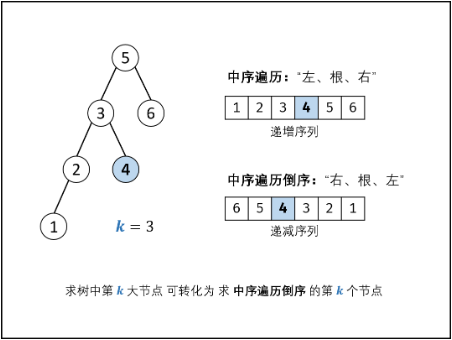 5
中序遍历：“左、根、右”
3 6
1 2 3 4 5 6
递增序列
2 4
中序遍历倒序：“右、根、左”
6 5 4 3 2 1
1
k = 3
递减序列
求树中第 k 大节点 可转化为 求 中序遍历倒序 的第 k 个节点